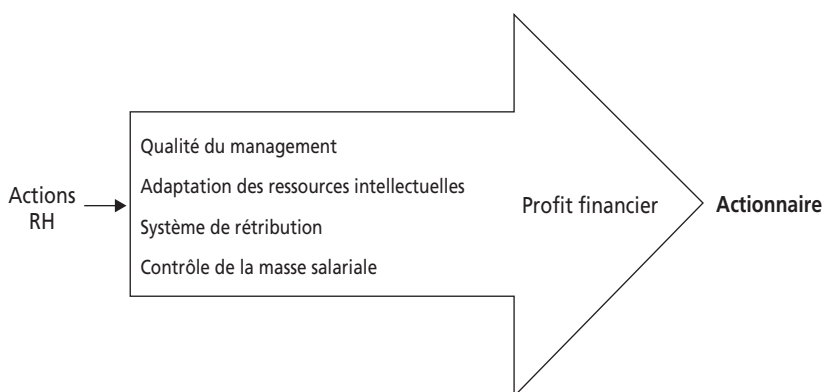 Actions
RH
Qualité du management
Adaptation des ressources intellectuelles
Système de rétribution
Contrôle de la masse salariale
Profit financier
Actionnaire